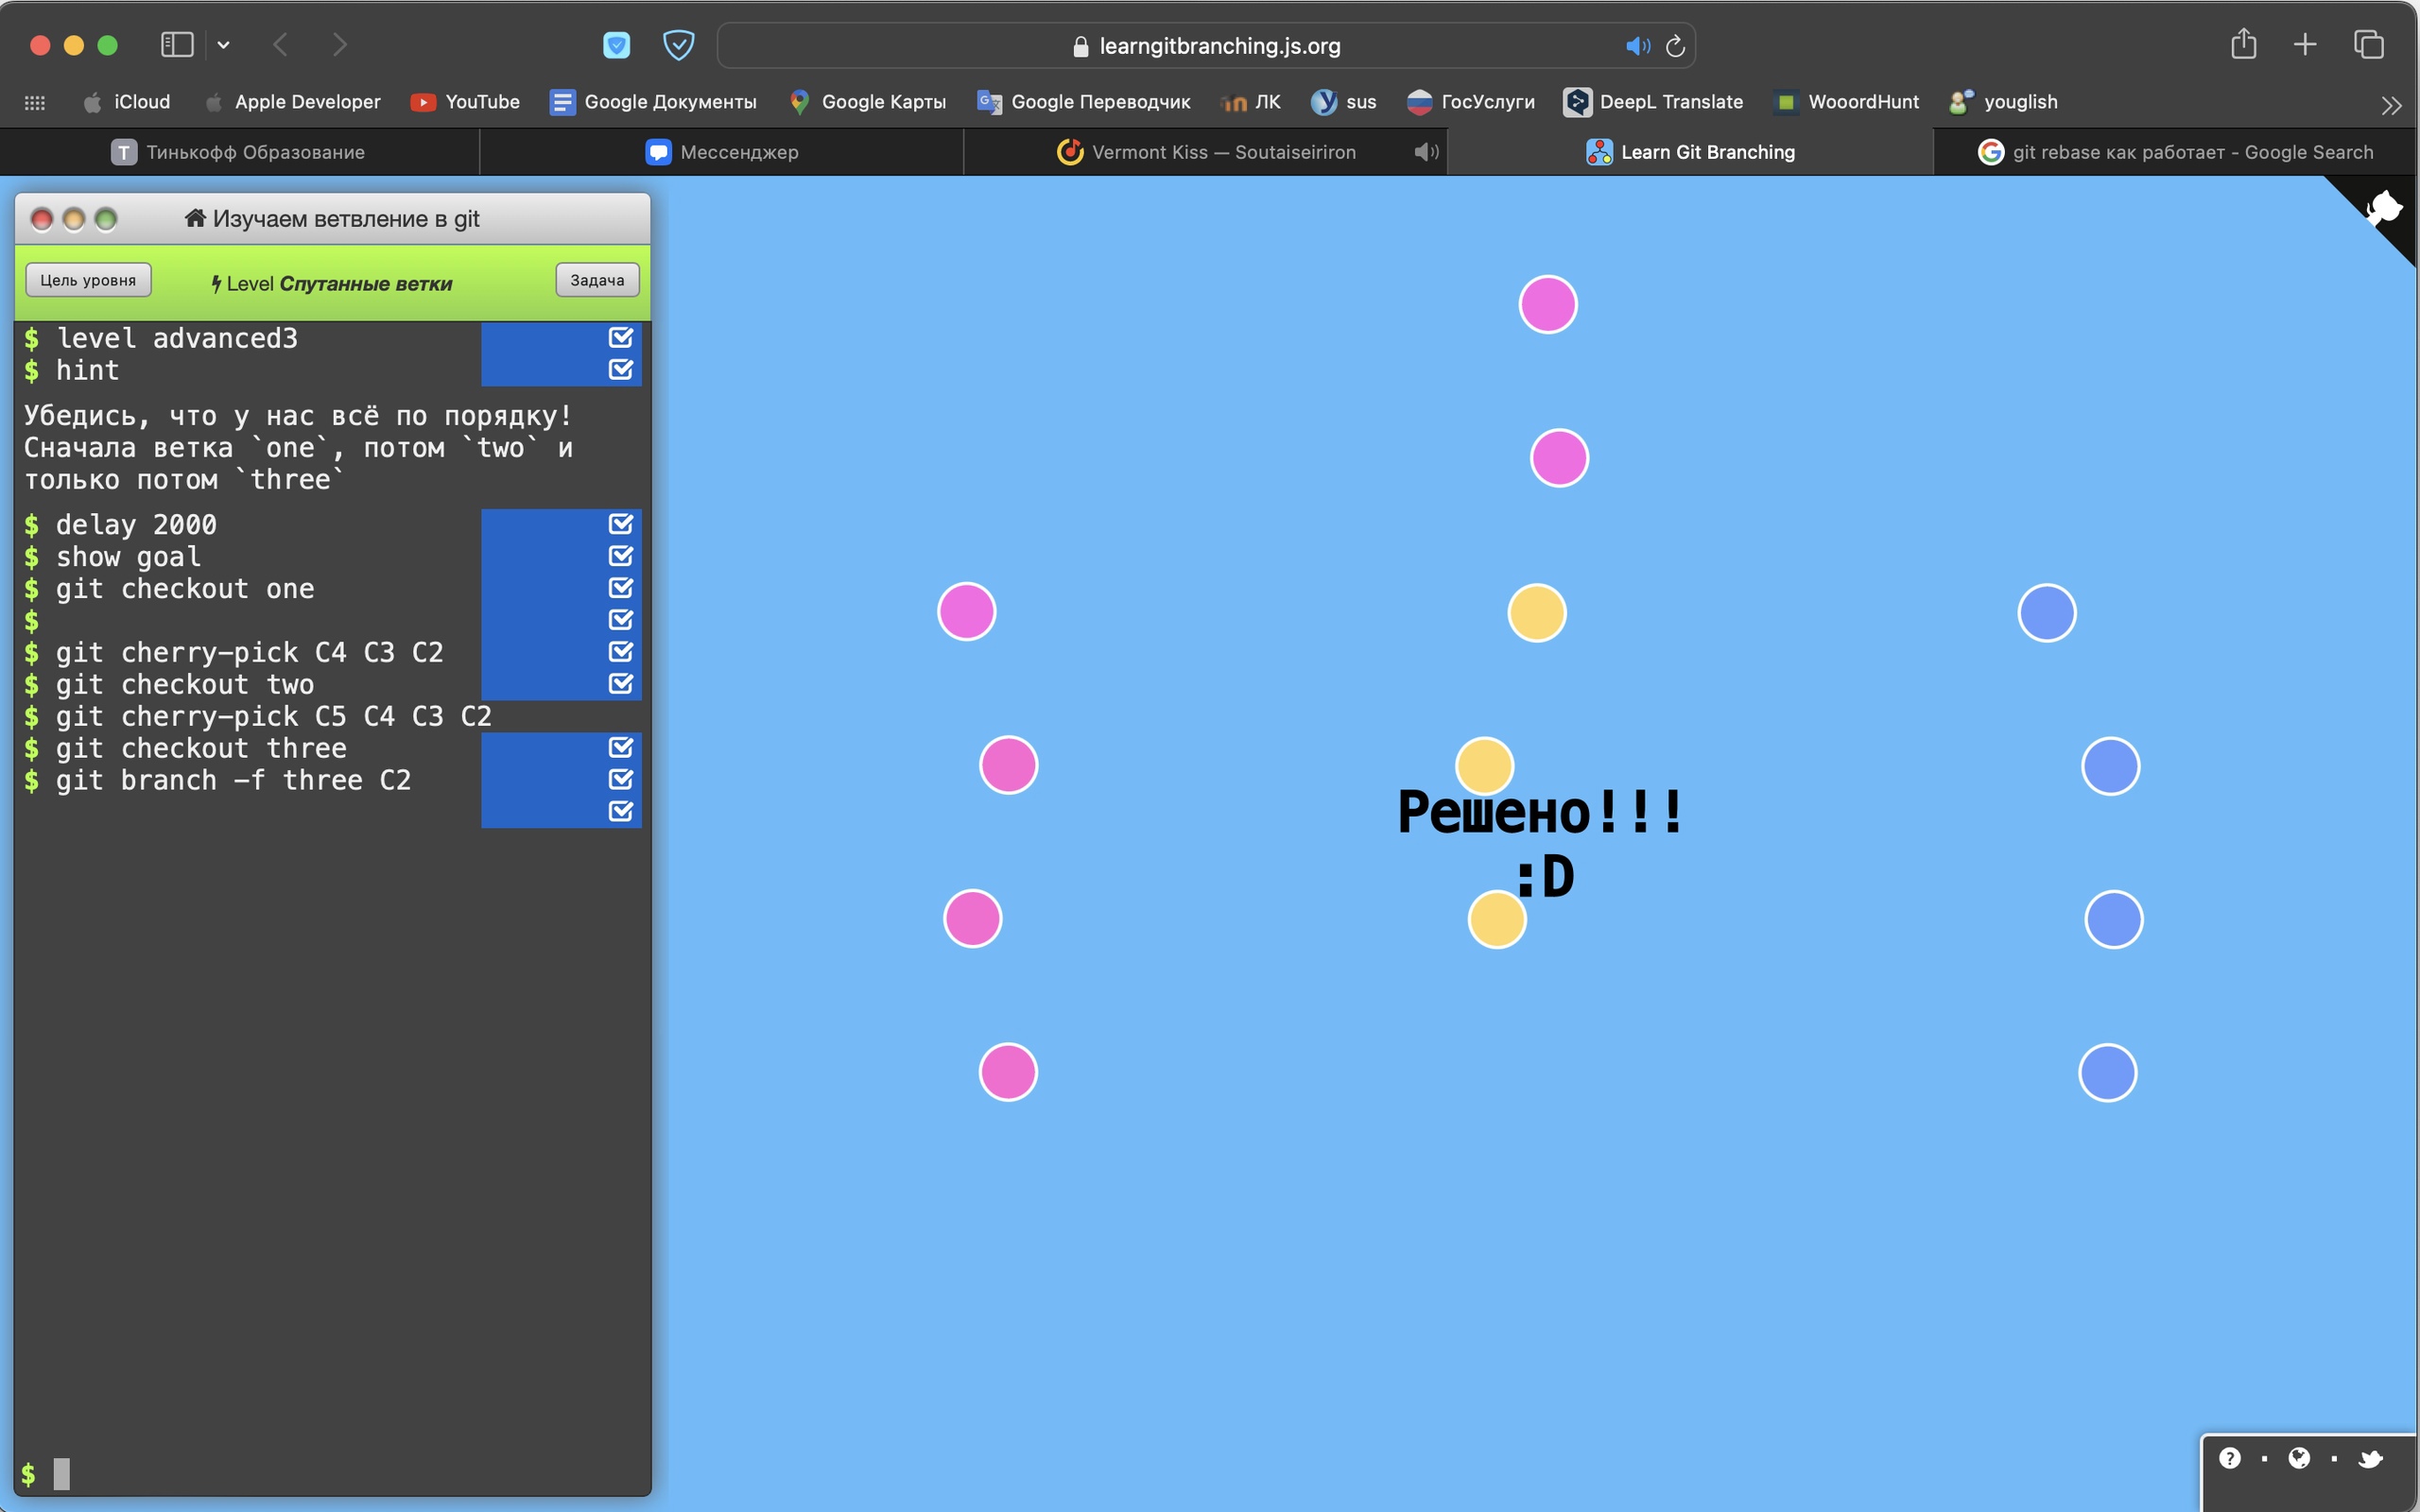 learngitbranching.js.org
iCloud Apple Developer YouTube Google Документы Google Карты Google Переводчик ЛК sus ГосУслуги DeepL Translate WooordHunt youglish
Тинькофф Образование Мессенджер Vermont Kiss — Soutaiseiriron Learn Git Branching git rebase как работает - Google Search
Изучаем ветвление в git
Цель уровня Level Спутанные ветки Задача
$ level advanced3
$ hint
Убедись, что у нас всё по порядку!
Сначала ветка `one`, потом `two` и
только потом `three`
$ delay 2000
$ show goal
$ git checkout one
$
$ git cherry-pick C4 C3 C2
$ git checkout two
$ git cherry-pick C5 C4 C3 C2
$ git checkout three
$ git branch -f three C2
$
Решено!!!
:D